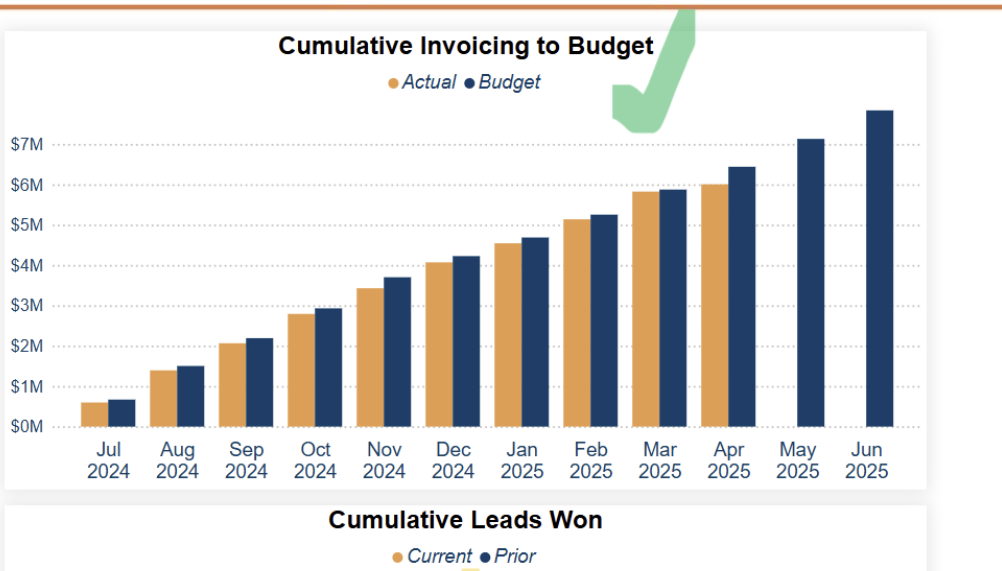 Cumulative Invoicing to Budget
Actual Budget
$7M
$6M
$5M
$4M
$3M
$2M
$1M
$0M
Jul Aug Sep Oct Nov Dec Jan Feb Mar Apr May Jun
2024 2024 2024 2024 2024 2024 2025 2025 2025 2025 2025 2025
Cumulative Leads Won
Current Prior